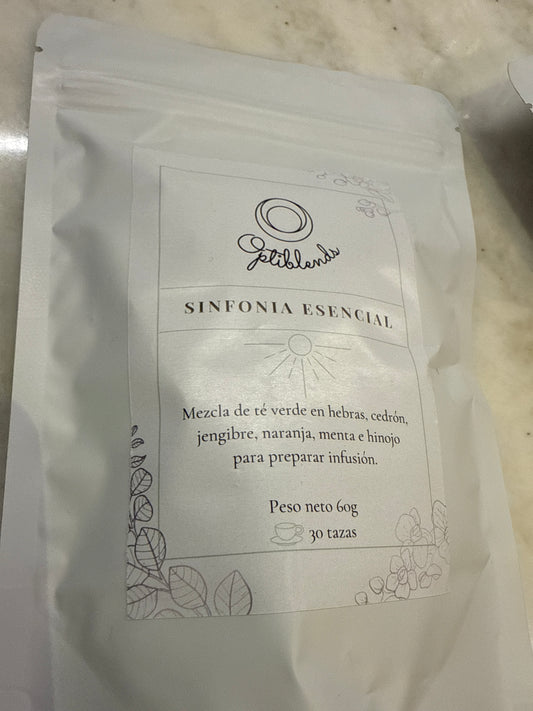 Optiblends
SINFONIA ESENCIAL
Mezcla de té verde en hebras, cedrón,
jengibre, naranja, menta e hinojo
para preparar infusión.
Peso neto 60g
30 tazas